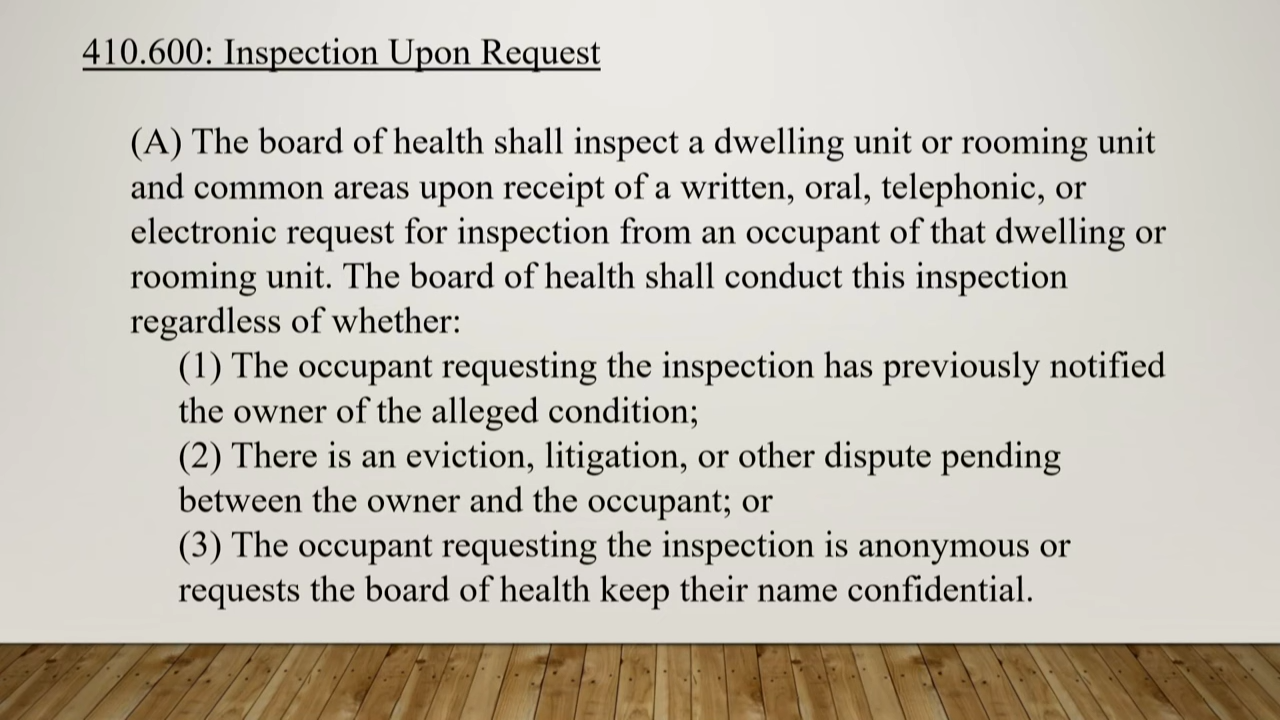 410.600: Inspection Upon Request
(A) The board of health shall inspect a dwelling unit or rooming unit
and common areas upon receipt of a written, oral, telephonic, or
electronic request for inspection from an occupant of that dwelling or
rooming unit. The board of health shall conduct this inspection
regardless of whether:
(1) The occupant requesting the inspection has previously notified
the owner of the alleged condition;
(2) There is an eviction, litigation, or other dispute pending
between the owner and the occupant; or
(3) The occupant requesting the inspection is anonymous or
requests the board of health keep their name confidential.